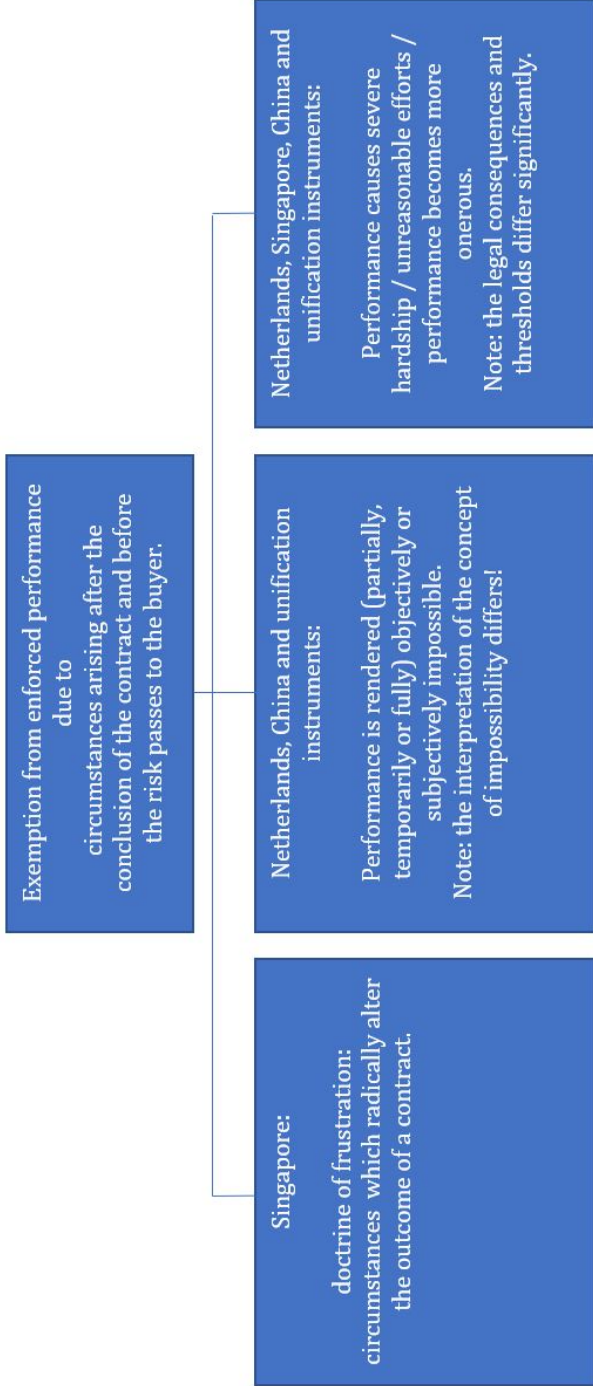 Exemption from enforced performance
due to
circumstances arising after the
conclusion of the contract and before
the risk passes to the buyer.
Singapore:
doctrine of frustration:
circumstances which radically alter
the outcome of a contract.
Netherlands, China and unification
instruments:
Performance is rendered (partially,
temporarily or fully) objectively or
subjectively impossible.
Note: the interpretation of the concept
of impossibility differs!
Netherlands, Singapore, China and
unification instruments:
Performance causes severe
hardship / unreasonable efforts /
performance becomes more
onerous.
Note: the legal consequences and
thresholds differ significantly.